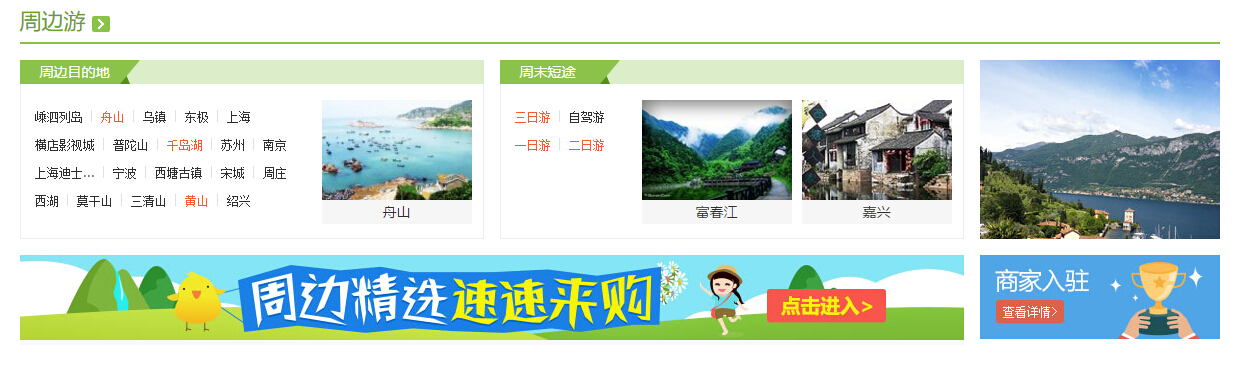 周边游
周边目的地
嵊泗列岛 舟山 乌镇 东极 上海
横店影视城 普陀山 千岛湖 苏州 南京
上海迪士... 宁波 西塘古镇 宋城 周庄
西湖 莫干山 三清山 黄山 绍兴
舟山
周末短途
三日游 自驾游
一日游 二日游
富春江
嘉兴
周边精选速速来购
点击进入>
商家入驻
查看详情>